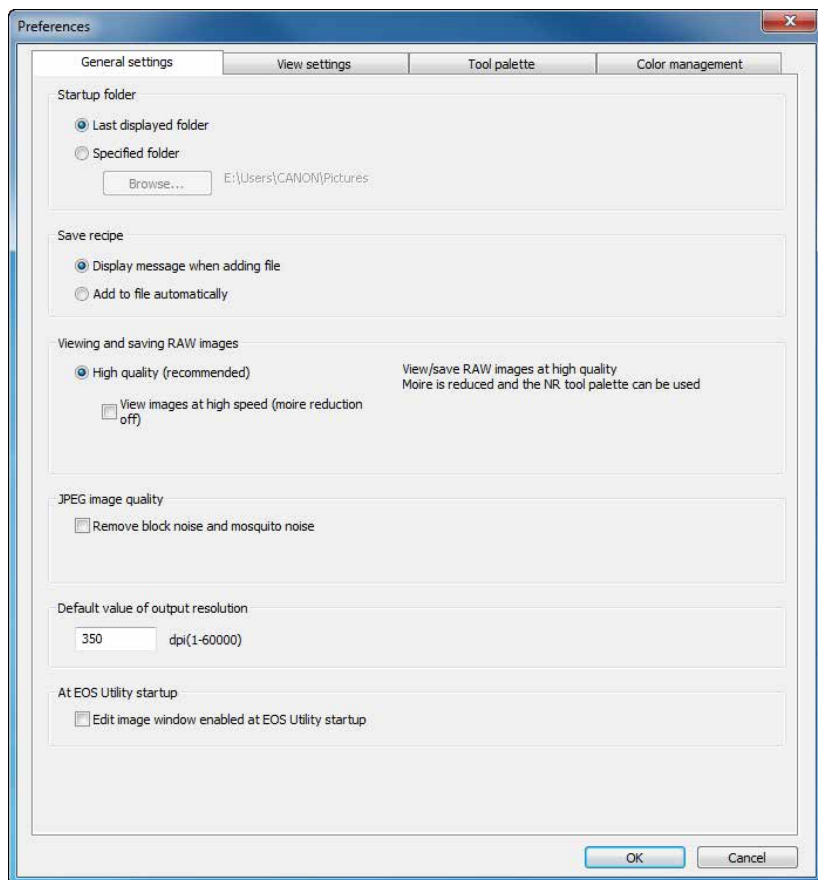 Preferences
General settings
View settings
Tool palette
Color management
Startup folder
Last displayed folder
Specified folder
Browse...
E:\Users\CANON\Pictures
Save recipe
Display message when adding file
Add to file automatically
Viewing and saving RAW images
High quality (recommended)
View/save RAW images at high quality
Moire is reduced and the NR tool palette can be used
View images at high speed (moire reduction
off)
JPEG image quality
Remove block noise and mosquito noise
Default value of output resolution
350
dpi(1-60000)
At EOS Utility startup
Edit image window enabled at EOS Utility startup
OK
Cancel